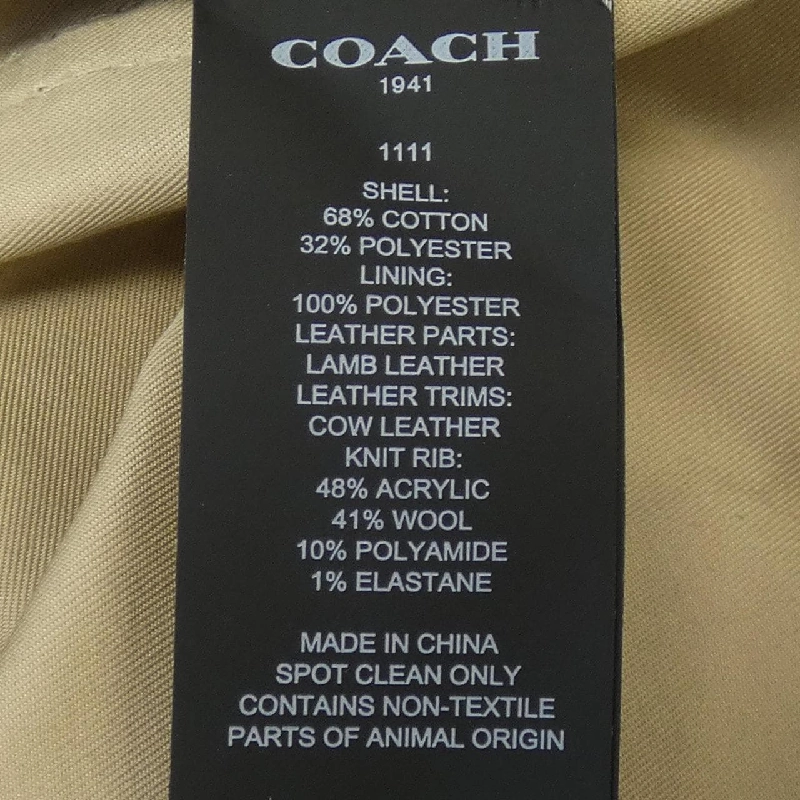 COACH
1941
1111
SHELL:
68% COTTON
32% POLYESTER
LINING:
100% POLYESTER
LEATHER PARTS:
LAMB LEATHER
LEATHER TRIMS:
COW LEATHER
KNIT RIB:
48% ACRYLIC
41% WOOL
10% POLYAMIDE
1% ELASTANE
MADE IN CHINA
SPOT CLEAN ONLY
CONTAINS NON-TEXTILE
PARTS OF ANIMAL ORIGIN